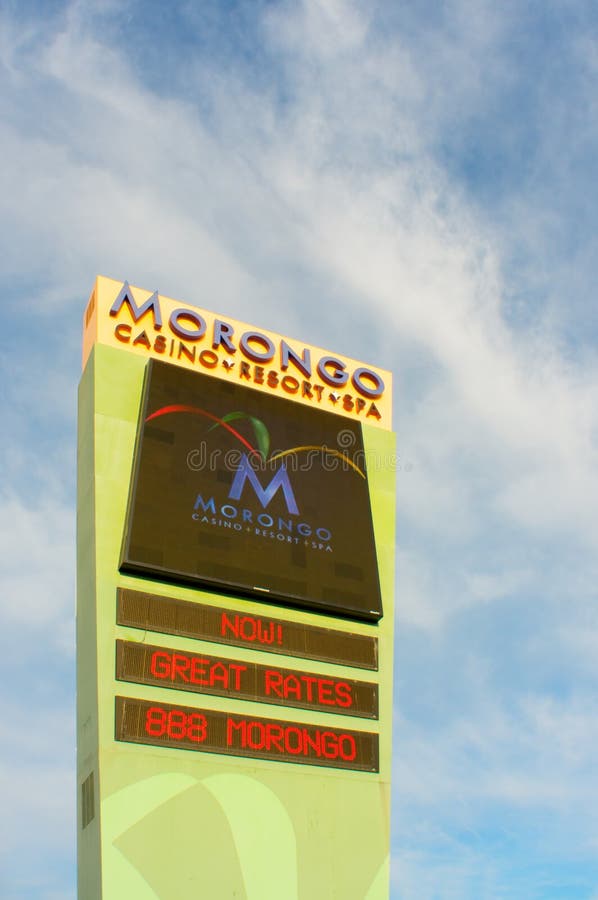 MORONGO
CASINO RESORT SPA
dreamstime
M
MORONGO
CASINO + RESORT + SPA
NOW!
GREAT RATES
888 MORONGO